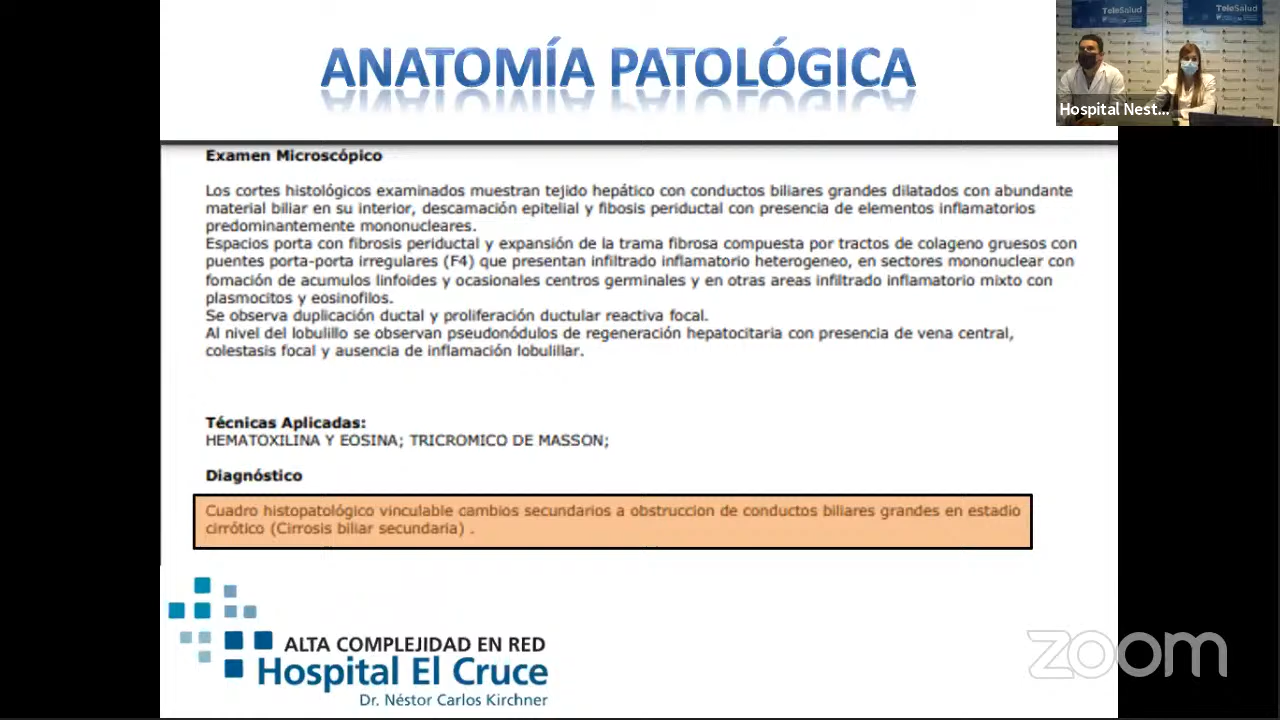 ANATOMÍA PATOLÓGICA
TeleSalud
TeleSalud
Hospital Nest...
Examen Microscópico
Los cortes histológicos examinados muestran tejido hepático con conductos biliares grandes dilatados con abundante
material biliar en su interior, descamación epitelial y fibosis periductal con presencia de elementos inflamatorios
predominantemente mononucleares.
Espacios porta con fibrosis periductal y expansión de la trama fibrosa compuesta por tractos de colageno gruesos con
puentes porta-porta irregulares (F4) que presentan infiltrado inflamatorio heterogeneo, en sectores mononuclear con
fomación de acumulos linfoides y ocasionales centros germinales y en otras areas infiltrado inflamatorio mixto con
plasmocitos y eosinofilos.
Se observa duplicación ductal y proliferación ductular reactiva focal.
Al nivel del lobulillo se observan pseudonódulos de regeneración hepatocitaria con presencia de vena central,
colestasis focal y ausencia de inflamación lobulillar.
Técnicas Aplicadas:
HEMATOXILINA Y EOSINA; TRICROMICO DE MASSON;
Diagnóstico
Cuadro histopatológico vinculable cambios secundarios a obstruccion de conductos biliares grandes en estadio
cirrótico (Cirrosis biliar secundaria) .
ALTA COMPLEJIDAD EN RED
Hospital El Cruce
Dr. Néstor Carlos Kirchner
zoom